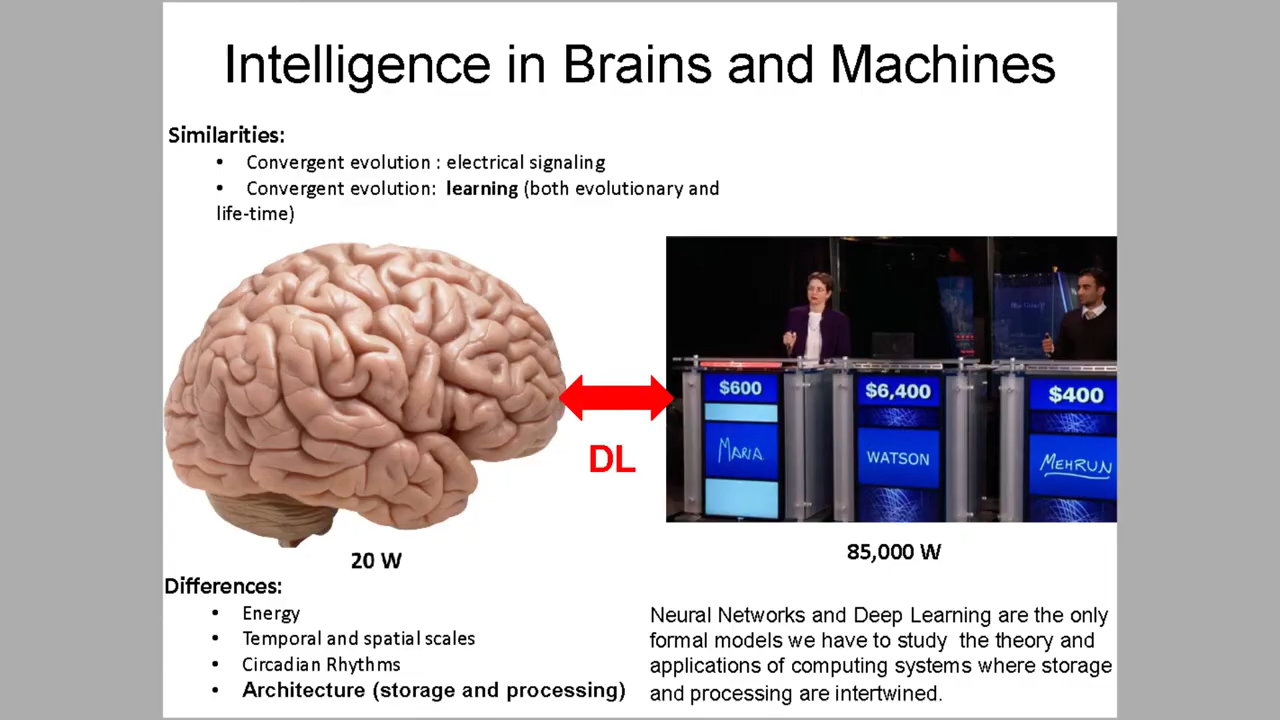 Intelligence in Brains and Machines
Similarities:
• Convergent evolution : electrical signaling
• Convergent evolution: learning (both evolutionary and
life-time)
$600
$6,400
$400
MARIA
WATSON
MEHRUN
DL
20 W
85,000 W
Differences:
• Energy
• Temporal and spatial scales
• Circadian Rhythms
• Architecture (storage and processing)
Neural Networks and Deep Learning are the only
formal models we have to study the theory and
applications of computing systems where storage
and processing are intertwined.